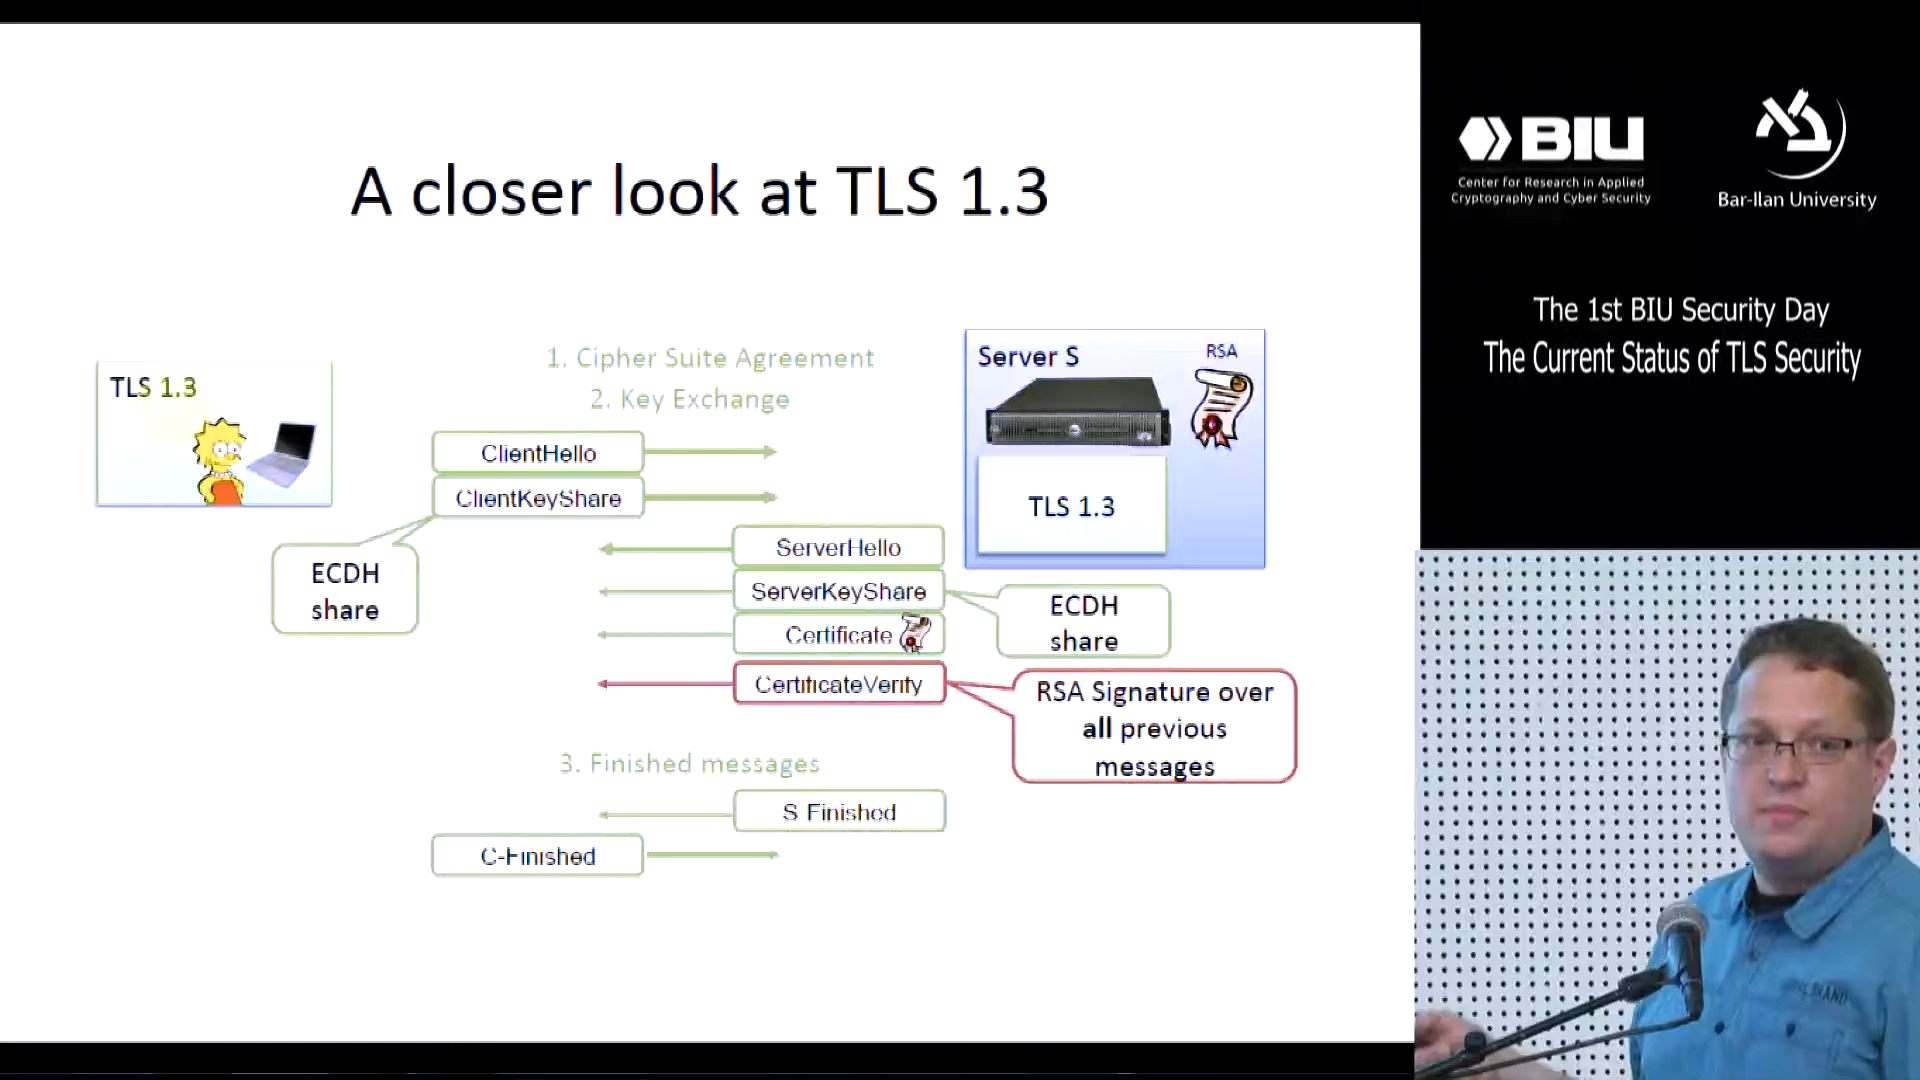 A closer look at TLS 1.3
TLS 1.3
1. Cipher Suite Agreement
2. Key Exchange
ClientHello
ClientKeyShare
ECDH
share
Server S
RSA
TLS 1.3
ServerHello
ServerKeyShare
Certificate
CertificateVerify
ECDH
share
RSA Signature over
all previous
messages
3. Finished messages
S Finished
C-Finished
BIU
Center for Research in Applied
Cryptography and Cyber Security
Bar-Ilan University
The 1st BIU Security Day
The Current Status of TLS Security